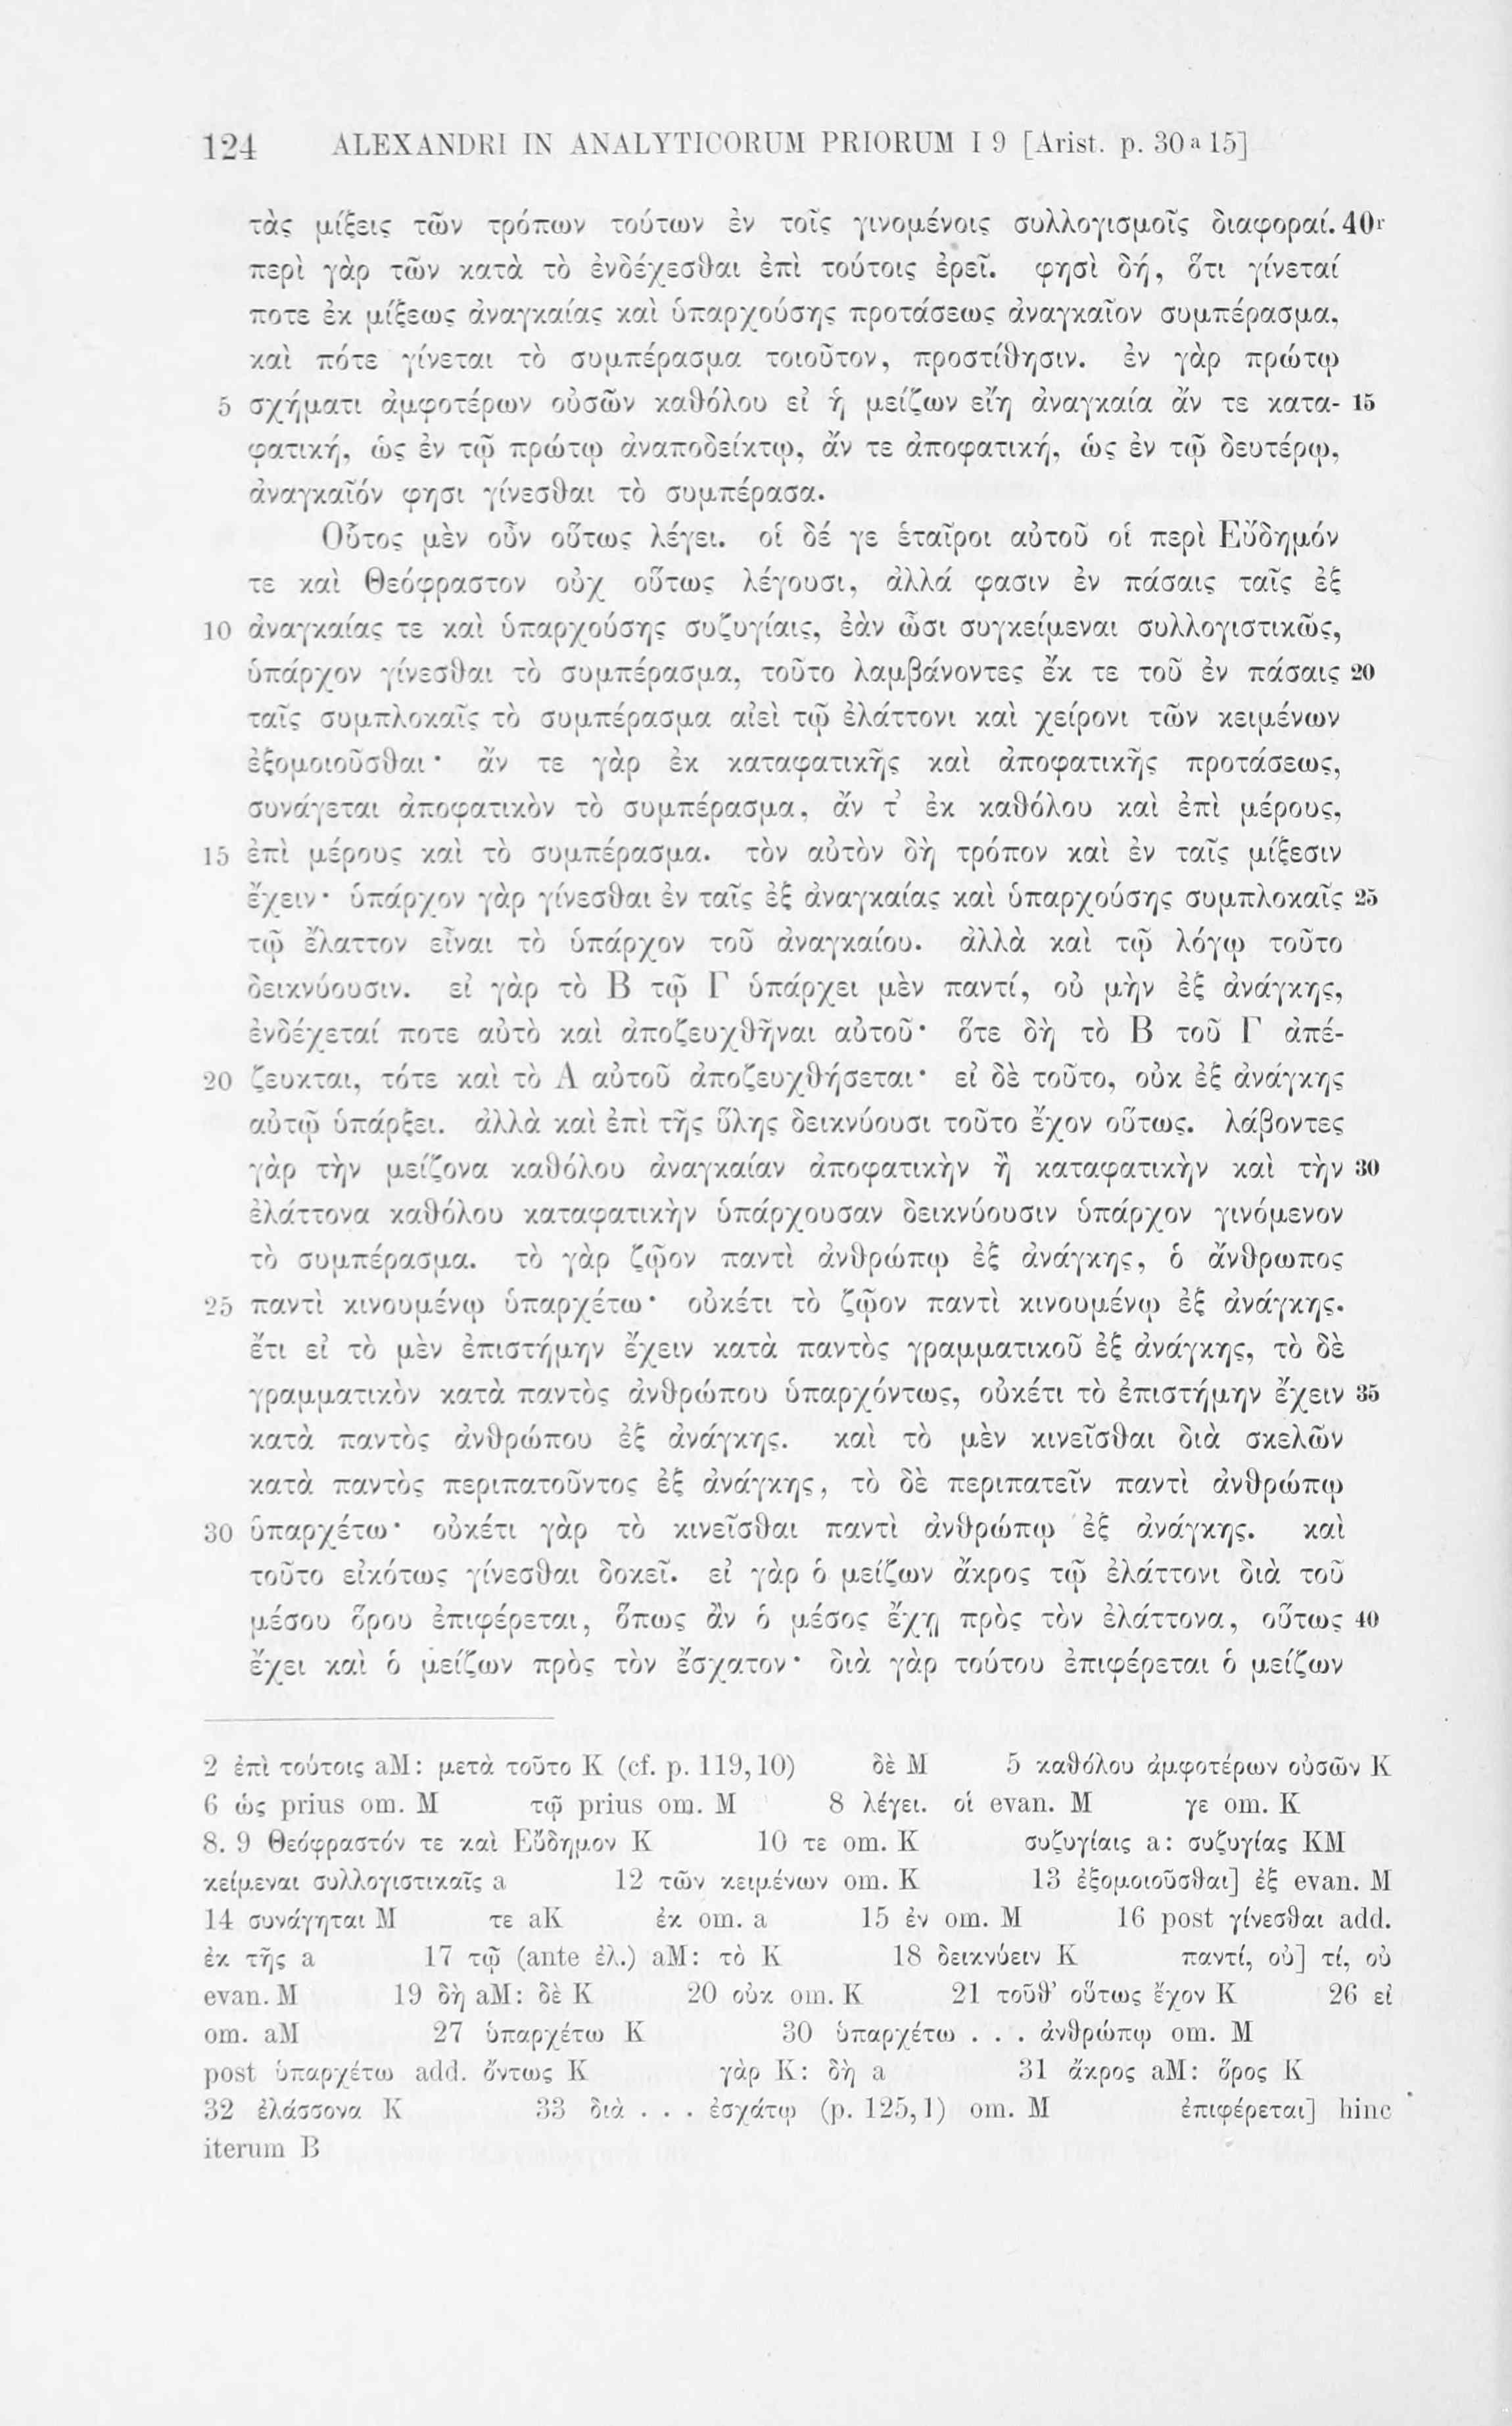 124 ALEXANDRI IN ANALYTICORUM PRIORUM I 9 [Arist. p. 30 a 15]
τὰς μίξεις τῶν τρόπων τούτων ἐν τοῖς γινομένοις συλλογισμοῖς διαφοραί. 40r
περὶ γὰρ τῶν κατὰ τὸ ἐνδέχεσθαι ἐπὶ τούτοις ἐρεῖ. φησὶ δή, ὅτι γίνεταί
ποτε ἐκ μίξεως ἀναγκαίας καὶ ὑπαρχούσης προτάσεως ἀναγκαῖον συμπέρασμα,
καὶ πότε γίνεται τὸ συμπέρασμα τοιοῦτον, προστίθησιν. ἐν γὰρ πρώτῳ
5 σχήματι ἀμφοτέρων οὐσῶν καθόλου εἰ ἡ μείζων εἴη ἀναγκαία ἄν τε κατα- 15
φατική, ὡς ἐν τῷ πρώτῳ ἀναποδείκτῳ, ἄν τε ἀποφατική, ὡς ἐν τῷ δευτέρῳ,
ἀναγκαῖόν φησι γίνεσθαι τὸ συμπέρασα.
Οὗτος μὲν οὖν οὕτως λέγει. οἱ δέ γε ἑταῖροι αὐτοῦ οἱ περὶ Εὔδημόν
τε καὶ Θεόφραστον οὐχ οὕτως λέγουσι, ἀλλά φασιν ἐν πάσαις ταῖς ἐξ
10 ἀναγκαίας τε καὶ ὑπαρχούσης συζυγίαις, ἐὰν ὦσι συγκείμεναι συλλογιστικῶς,
ὑπάρχον γίνεσθαι τὸ συμπέρασμα, τοῦτο λαμβάνοντες ἔκ τε τοῦ ἐν πάσαις 20
ταῖς συμπλοκαῖς τὸ συμπέρασμα αἰεὶ τῷ ἐλάττονι καὶ χείρονι τῶν κειμένων
ἐξομοιοῦσθαι· ἄν τε γὰρ ἐκ καταφατικῆς καὶ ἀποφατικῆς προτάσεως,
συνάγεται ἀποφατικὸν τὸ συμπέρασμα, ἄν τ’ ἐκ καθόλου καὶ ἐπὶ μέρους,
15 ἐπὶ μέρους καὶ τὸ συμπέρασμα. τὸν αὐτὸν δὴ τρόπον καὶ ἐν ταῖς μίξεσιν
ἔχειν· ὑπάρχον γὰρ γίνεσθαι ἐν ταῖς ἐξ ἀναγκαίας καὶ ὑπαρχούσης συμπλοκαῖς 25
τῷ ἔλαττον εἶναι τὸ ὑπάρχον τοῦ ἀναγκαίου. ἀλλὰ καὶ τῷ λόγῳ τοῦτο
δεικνύουσιν. εἰ γὰρ τὸ Β τῷ Γ ὑπάρχει μὲν παντί, οὐ μὴν ἐξ ἀνάγκης,
ἐνδέχεταί ποτε αὐτὸ καὶ ἀποζευχθῆναι αὐτοῦ· ὅτε δὴ τὸ Β τοῦ Γ ἀπέ-
20 ζευκται, τότε καὶ τὸ Α αὐτοῦ ἀποζευχθήσεται· εἰ δὲ τοῦτο, οὐκ ἐξ ἀνάγκης
αὐτῷ ὑπάρξει. ἀλλὰ καὶ ἐπὶ τῆς ὕλης δεικνύουσι τοῦτο ἔχον οὕτως. λάβοντες
γὰρ τὴν μείζονα καθόλου ἀναγκαίαν ἀποφατικὴν ἢ καταφατικὴν καὶ τὴν 30
ἐλάττονα καθόλου καταφατικὴν ὑπάρχουσαν δεικνύουσιν ὑπάρχον γινόμενον
τὸ συμπέρασμα. τὸ γὰρ ζῷον παντὶ ἀνθρώπῳ ἐξ ἀνάγκης, ὁ ἄνθρωπος
25 παντὶ κινουμένῳ ὑπαρχέτω· οὐκέτι τὸ ζῷον παντὶ κινουμένῳ ἐξ ἀνάγκης.
ἔτι εἰ τὸ μὲν ἐπιστήμην ἔχειν κατὰ παντὸς γραμματικοῦ ἐξ ἀνάγκης, τὸ δὲ
γραμματικὸν κατὰ παντὸς ἀνθρώπου ὑπαρχόντως, οὐκέτι τὸ ἐπιστήμην ἔχειν 35
κατὰ παντὸς ἀνθρώπου ἐξ ἀνάγκης. καὶ τὸ μὲν κινεῖσθαι διὰ σκελῶν
κατὰ παντὸς περιπατοῦντος ἐξ ἀνάγκης, τὸ δὲ περιπατεῖν παντὶ ἀνθρώπῳ
30 ὑπαρχέτω· οὐκέτι γὰρ τὸ κινεῖσθαι παντὶ ἀνθρώπῳ ἐξ ἀνάγκης. καὶ
τοῦτο εἰκότως γίνεσθαι δοκεῖ. εἰ γὰρ ὁ μείζων ἄκρος τῷ ἐλάττονι διὰ τοῦ
μέσου ὅρου ἐπιφέρεται, ὅπως ἂν ὁ μέσος ἔχῃ πρὸς τὸν ἐλάττονα, οὕτως 40
ἔχει καὶ ὁ μείζων πρὸς τὸν ἔσχατον· διὰ γὰρ τούτου ἐπιφέρεται ὁ μείζων
2 ἐπὶ τούτοις aM: μετὰ τοῦτο K (cf. p. 119,10) δὲ M 5 καθόλου ἀμφοτέρων οὐσῶν K
6 ὡς prius om. M τῷ prius om. M 8 λέγει. οἱ evan. M γε om. K
8. 9 Θεόφραστόν τε καὶ Εὔδημον K 10 τε om. K συζυγίαις a: συζυγίας KM
κείμεναι συλλογιστικαῖς a 12 τῶν κειμένων om. K 13 ἐξομοιοῦσθαι] ἐξ evan. M
14 συνάγηται M τε aK ἐκ om. a 15 ἐν om. M 16 post γίνεσθαι add.
ἐκ τῆς a 17 τῷ (ante ἐλ.) aM: τὸ K 18 δεικνύειν K παντί, οὐ] τί, οὐ
evan. M 19 δὴ aM: δὲ K 20 οὐκ om. K 21 τοῦθ’ οὕτως ἔχον K 26 εἰ
om. aM 27 ὑπαρχέτω K 30 ὑπαρχέτω . . . ἀνθρώπῳ om. M
post ὑπαρχέτω add. ὄντως K γὰρ K: δὴ a 31 ἄκρος aM: ὅρος K
32 ἐλάσσονα K 33 διὰ . . . ἐσχάτῳ (p. 125,1) om. M ἐπιφέρεται] hinc
iterum B